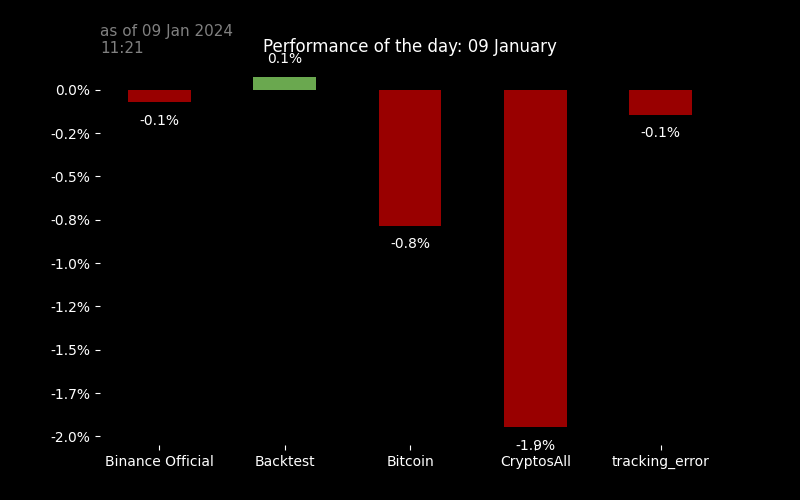 as of 09 Jan 2024
11:21
Performance of the day: 09 January
0.1%
0.0%
-0.1%
-0.1%
-0.2%
-0.5%
-0.8%
-0.8%
-1.0%
-1.2%
-1.5%
-1.7%
-2.0%
-1.9%
Binance Official
Backtest
Bitcoin
CryptosAll
tracking_error